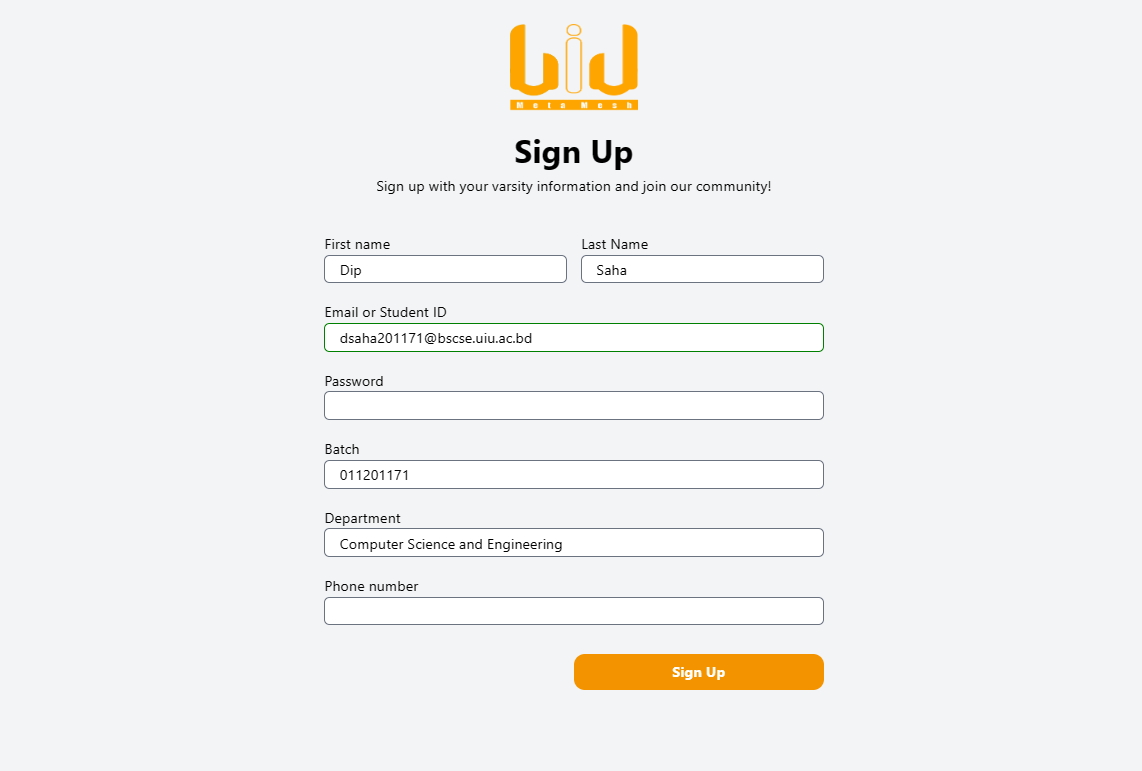 uiu
Meta Mesh
Sign Up
Sign up with your varsity information and join our community!
First name Last Name
Dip Saha
Email or Student ID
dsaha201171@bscse.uiu.ac.bd
Password
Batch
011201171
Department
Computer Science and Engineering
Phone number
Sign Up